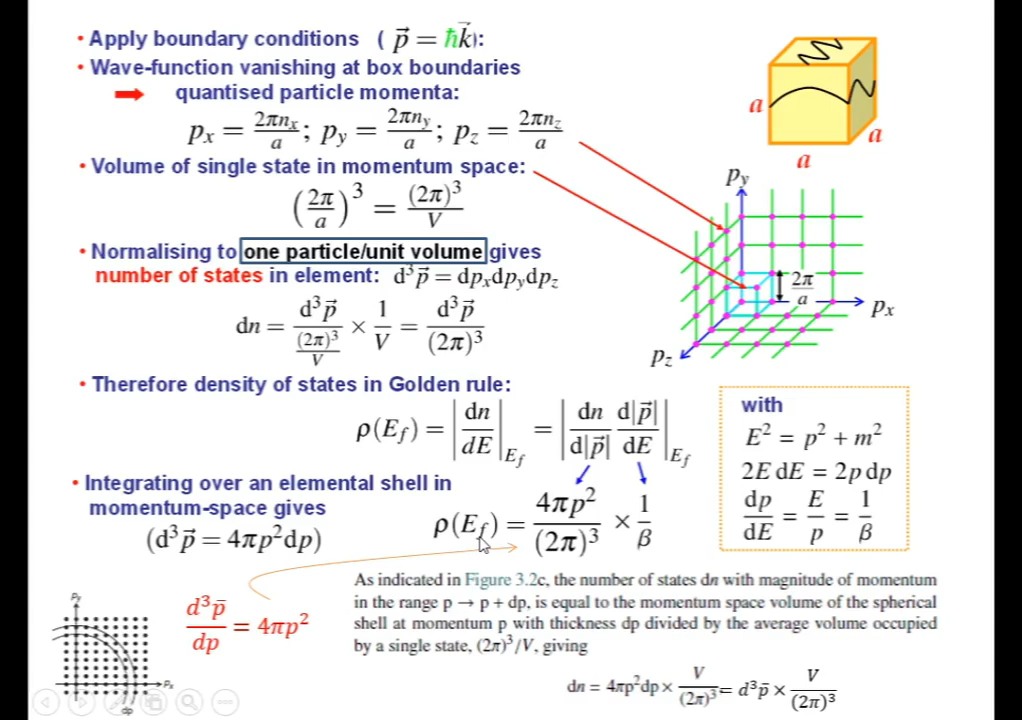 • Apply boundary conditions ( p⃗ = ħk⃗ ):
• Wave-function vanishing at box boundaries
quantised particle momenta:
pₓ = 2πnₓ/a ; p_y = 2πn_y/a ; p_z = 2πn_z/a
a
a
a
• Volume of single state in momentum space:
(2π/a)³ = (2π)³/V
p_y
2π/a
pₓ
p_z
• Normalising to one particle/unit volume gives
number of states in element: d³p⃗ = dpₓdp_ydp_z
dn = d³p⃗/((2π)³/V) × 1/V = d³p⃗/(2π)³
• Therefore density of states in Golden rule:
ρ(E_f) = |dn/dE|_E_f = |dn/d|p⃗| d|p⃗|/dE|_E_f
with
E² = p² + m²
2E dE = 2p dp
dp/dE = E/p = 1/β
• Integrating over an elemental shell in
momentum-space gives
(d³p⃗ = 4πp²dp)
ρ(E_f) = 4πp²/(2π)³ × 1/β
d³p̄/dp = 4πp²
As indicated in Figure 3.2c, the number of states dn with magnitude of momentum
in the range p → p + dp, is equal to the momentum space volume of the spherical
shell at momentum p with thickness dp divided by the average volume occupied
by a single state, (2π)³/V, giving
dn = 4πp²dp × V/(2π)³ = d³p̄ × V/(2π)³
p_y
pₓ
dp